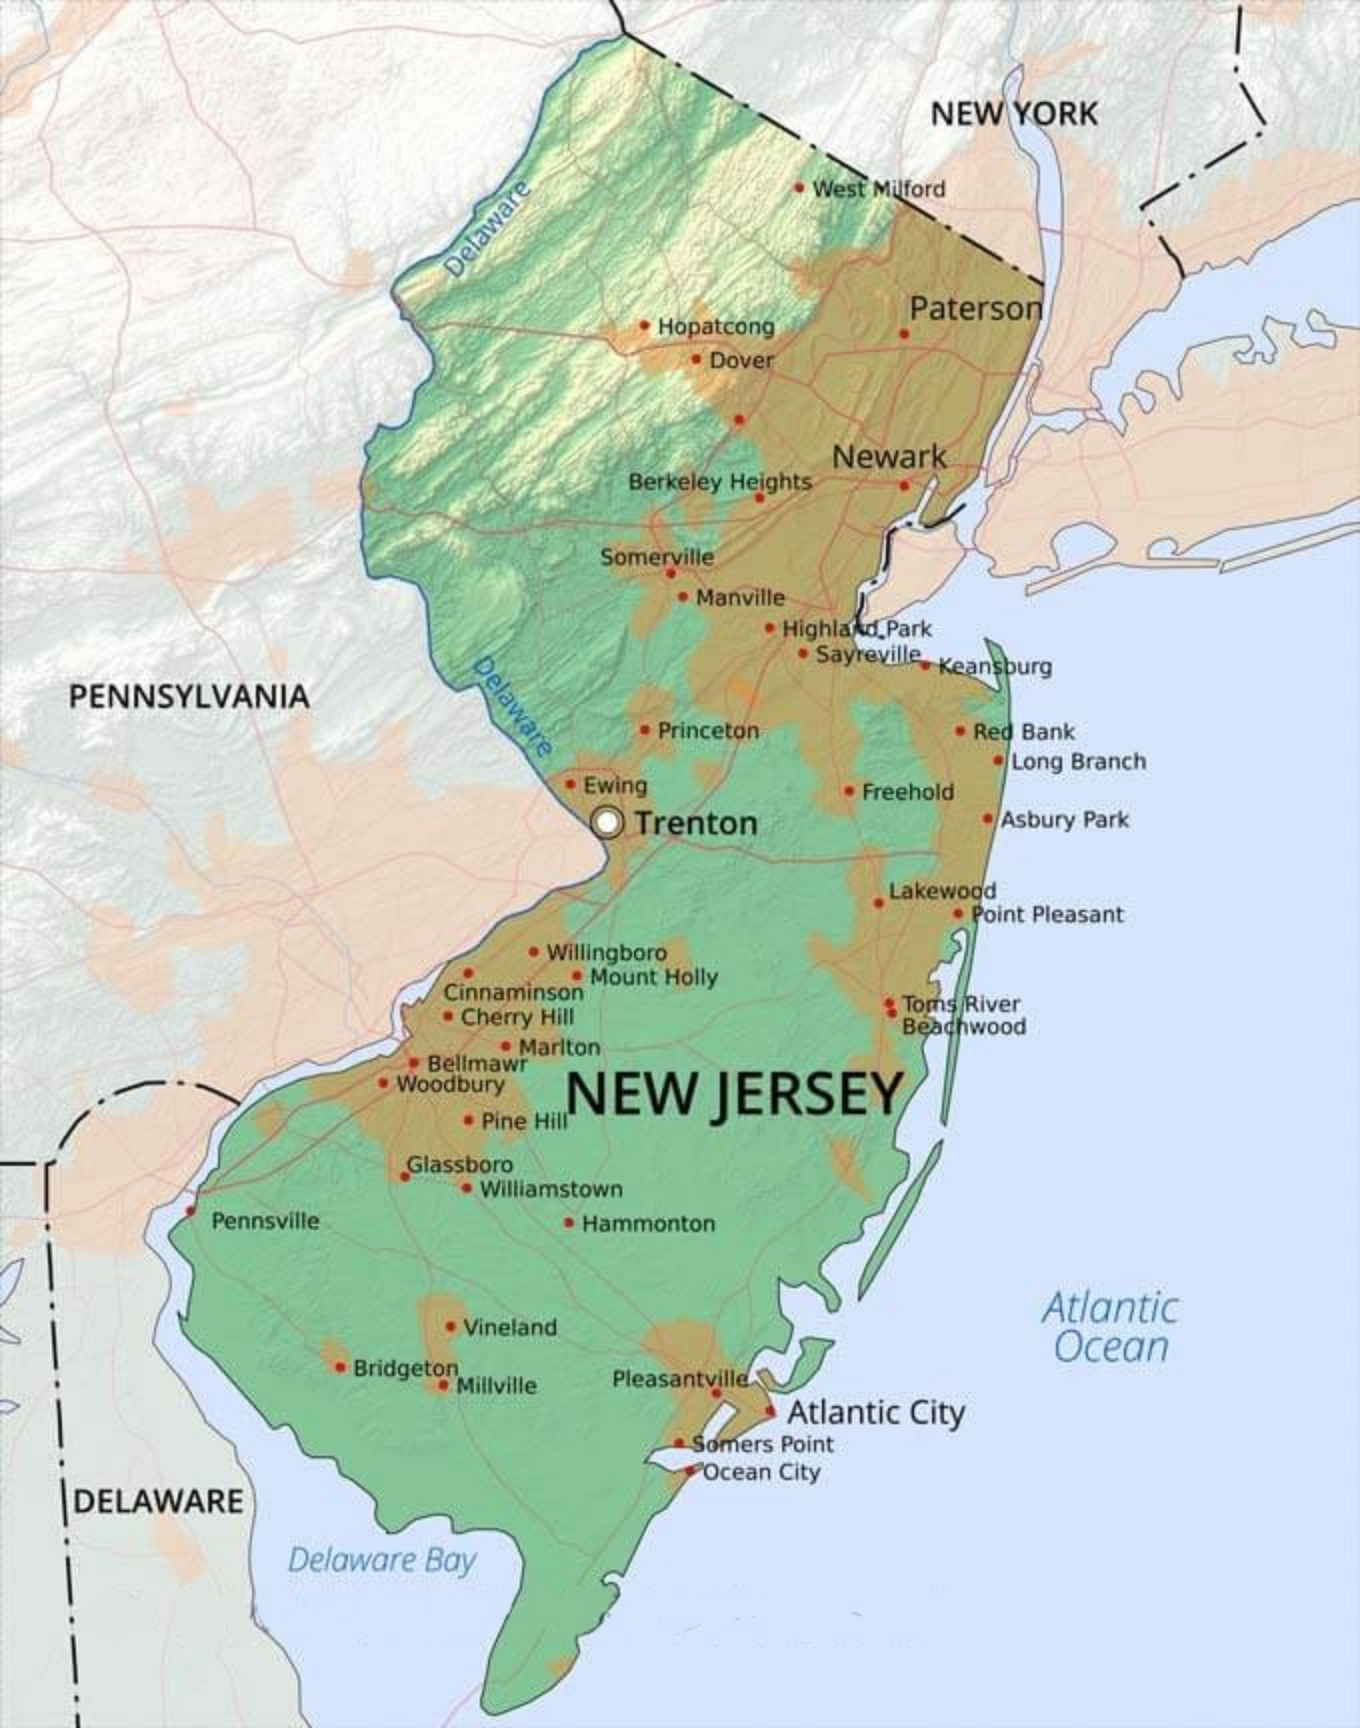 NEW YORK
West Milford
Delaware
Paterson
Hopatcong
Dover
Newark
Berkeley Heights
Somerville
Manville
Highland Park
Sayreville
Keansburg
PENNSYLVANIA
Delaware
Princeton
Red Bank
Long Branch
Ewing
Freehold
Trenton
Asbury Park
Lakewood
Point Pleasant
Willingboro
Mount Holly
Cinnaminson
Toms River
Cherry Hill
Beachwood
Marlton
Bellmawr
Woodbury
NEW JERSEY
Pine Hill
Glassboro
Williamstown
Pennsville
Hammonton
Atlantic
Ocean
Vineland
Bridgeton
Pleasantville
Millville
Atlantic City
Somers Point
Ocean City
DELAWARE
Delaware Bay